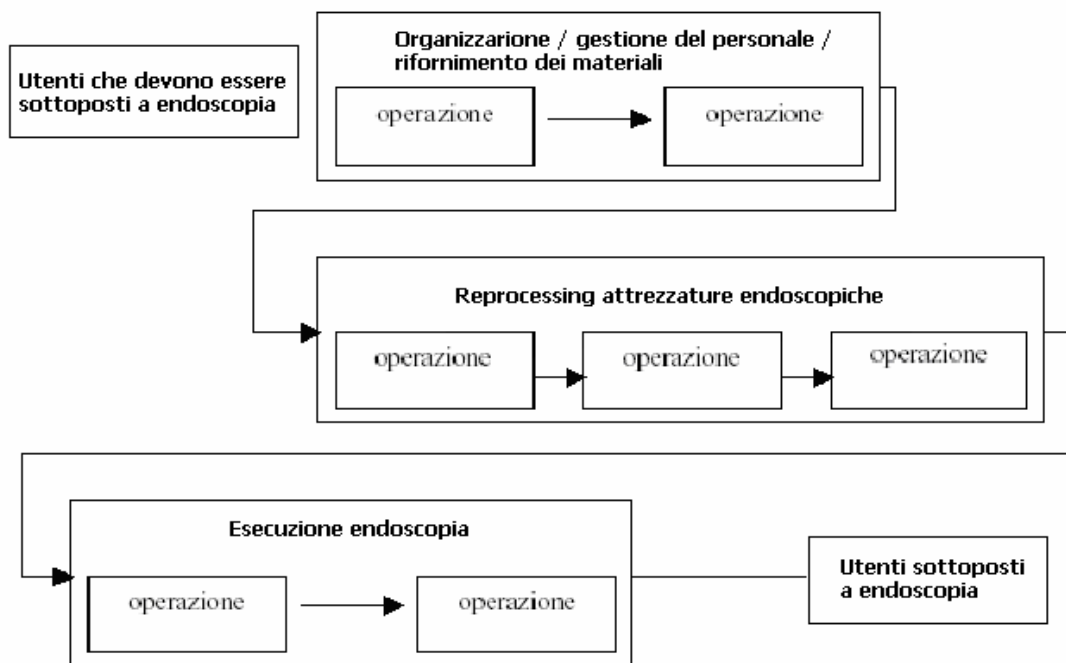 Organizzarione / gestione del personale /
rifornimento dei materiali
Utenti che devono essere
sottoposti a endoscopia
operazione
operazione
Reprocessing attrezzature endoscopiche
operazione
operazione
operazione
Esecuzione endoscopia
operazione
operazione
Utenti sottoposti
a endoscopia